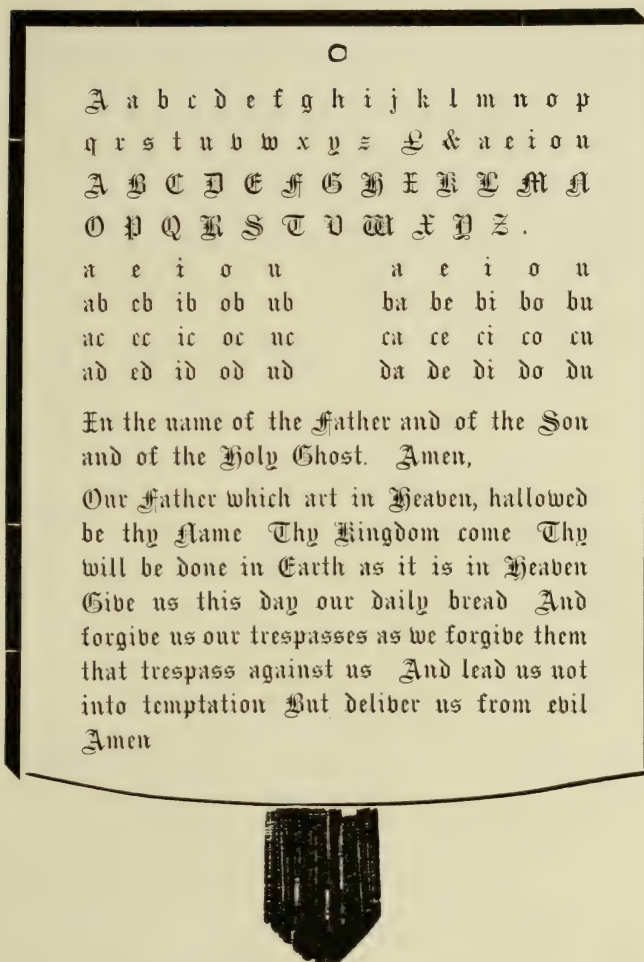 O
A a b c d e f g h i j k l m n o p
q r s t u v w x y z L & a e i o u
A B C D E F G H I K L M N
O P Q R S T V W X Y Z .
a e i o u a e i o u
ab eb ib ob ub ba be bi bo bu
ac ec ic oc uc ca ce ci co cu
ad ed id od ud da de di do du
In the name of the Father and of the Son
and of the Holy Ghost. Amen,
Our Father which art in Heaven, hallowed
be thy Name Thy Kingdom come Thy
will be done in Earth as it is in Heaven
Give us this day our daily bread And
forgive us our trespasses as we forgive them
that trespass against us And lead us not
into temptation But deliver us from evil
Amen